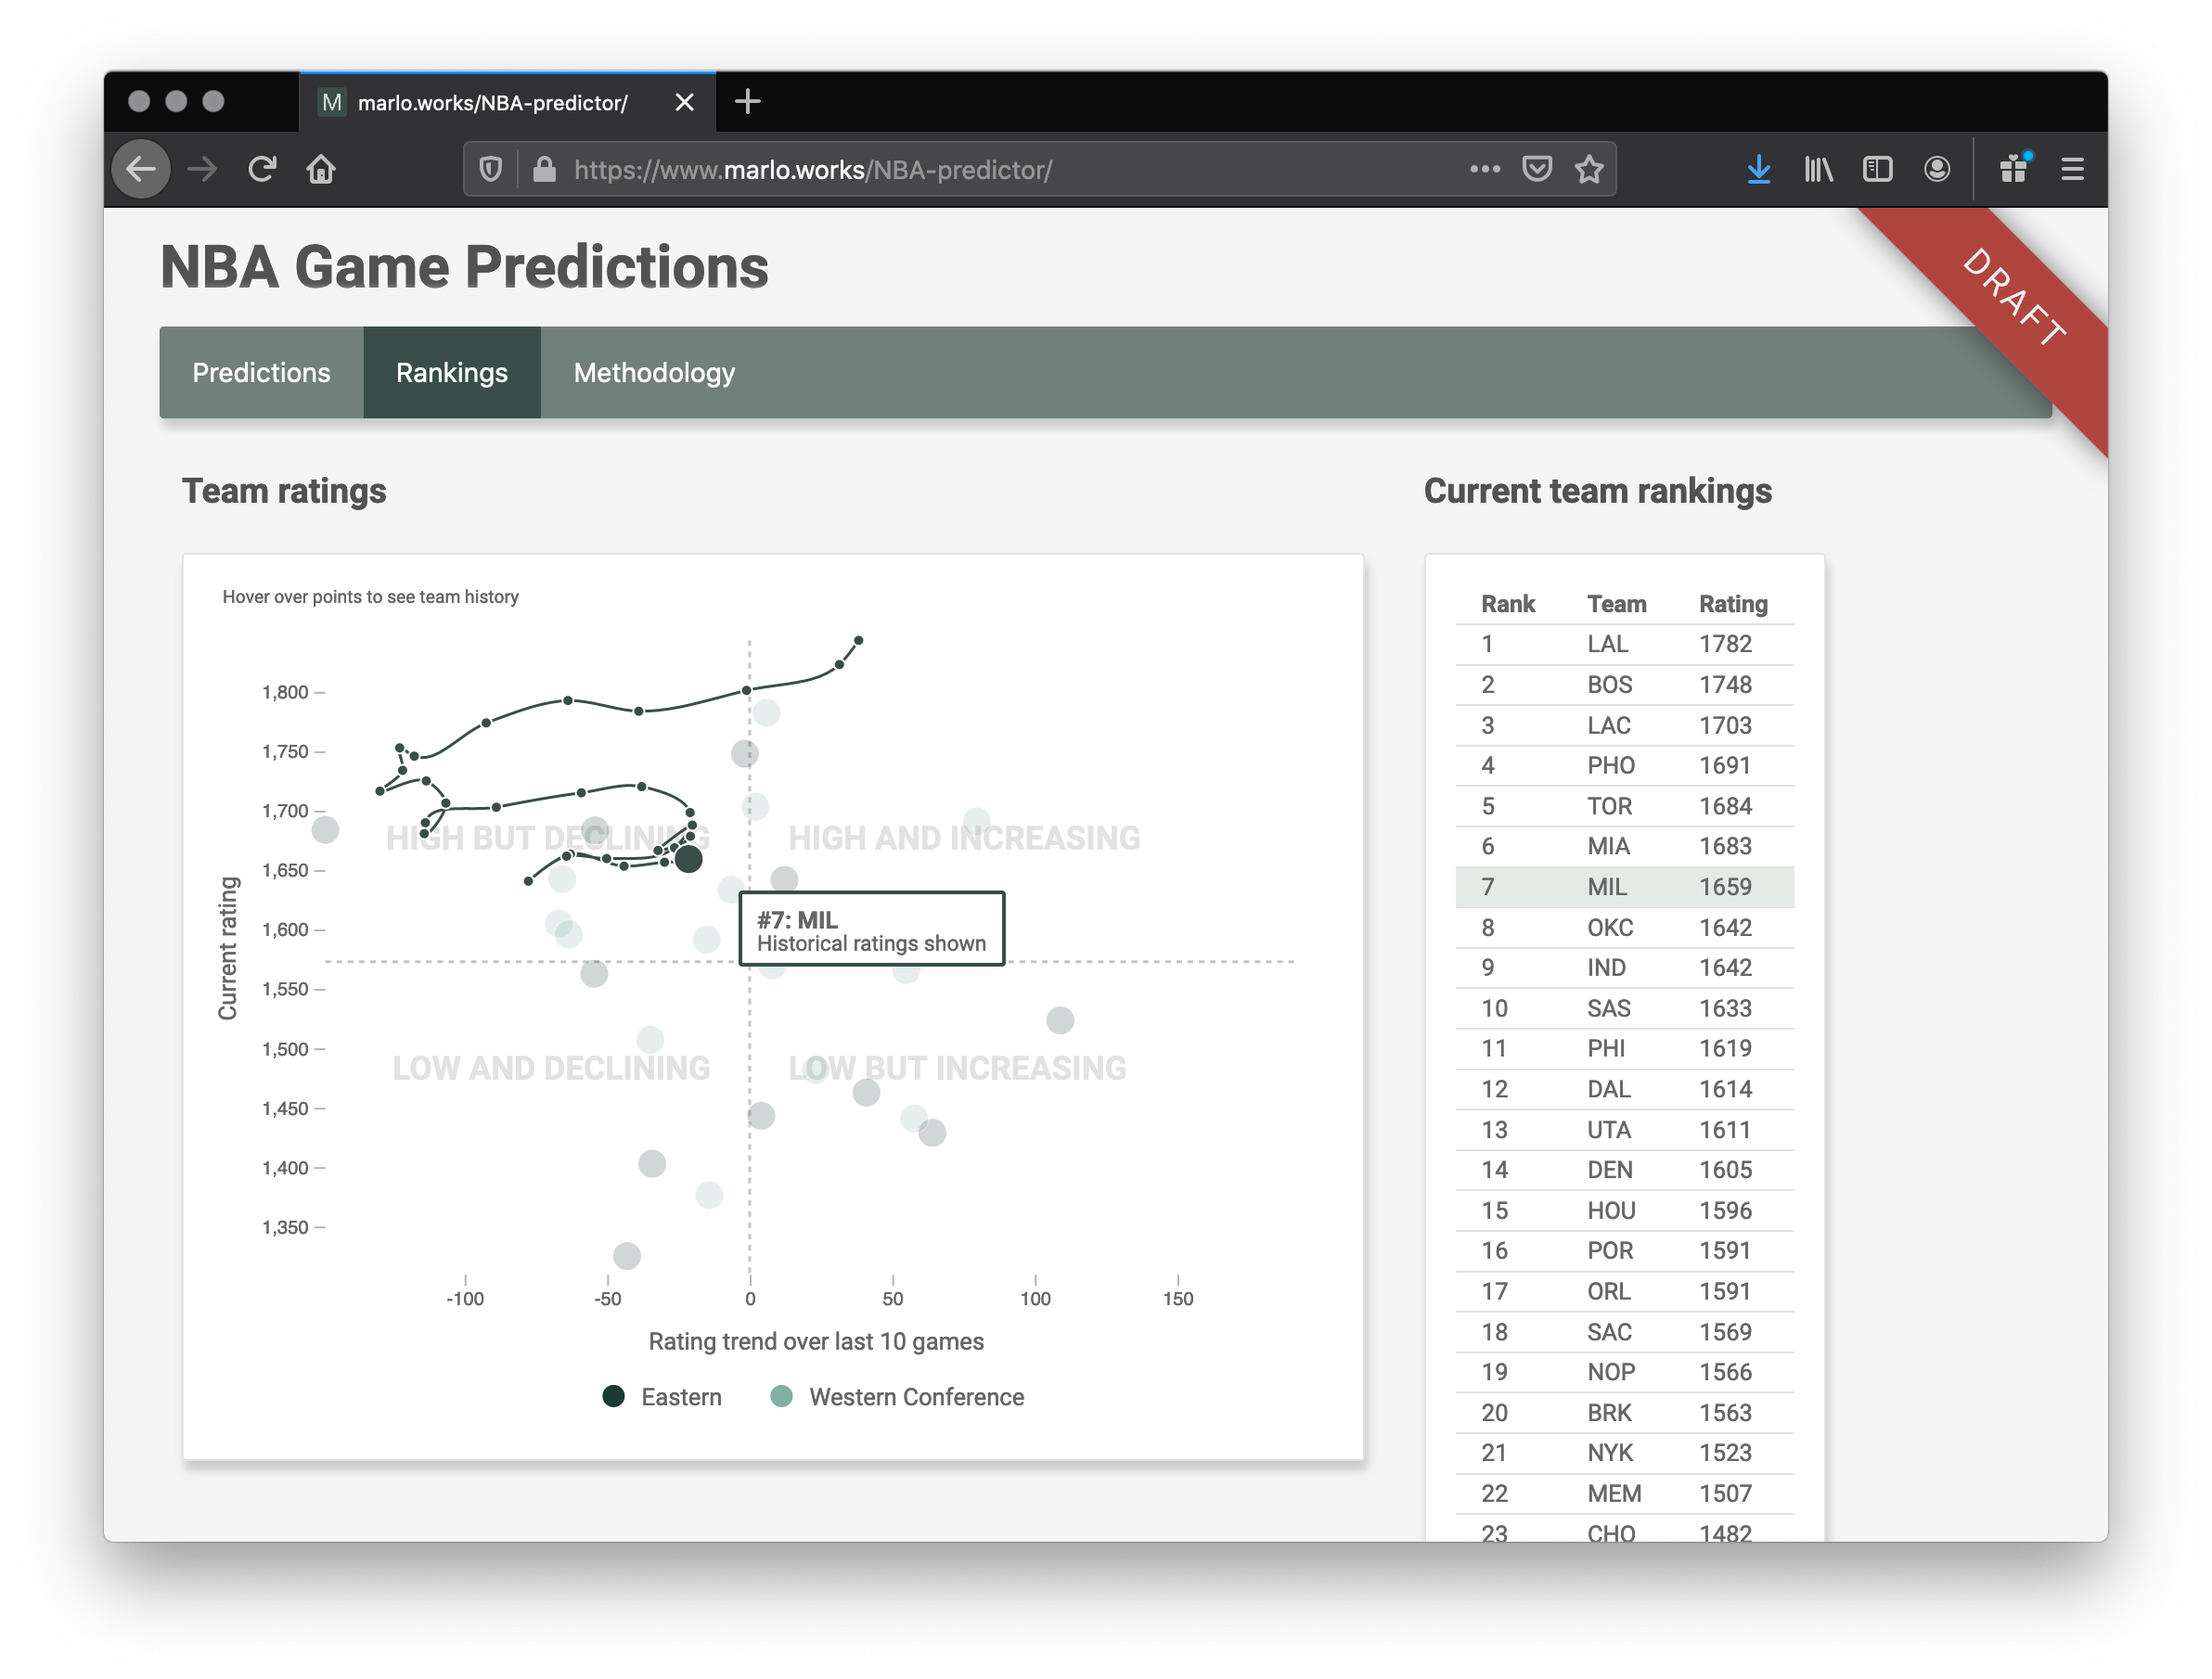 M marlo.works/NBA-predictor/
https://www.marlo.works/NBA-predictor/
NBA Game Predictions
DRAFT
Predictions Rankings Methodology
Team ratings
Hover over points to see team history
1,800
1,750
1,700
1,650
1,600
1,550
1,500
1,450
1,400
1,350
Current rating
HIGH BUT DECLINING
HIGH AND INCREASING
#7: MIL
Historical ratings shown
LOW AND DECLINING
LOW BUT INCREASING
-100 -50 0 50 100 150
Rating trend over last 10 games
Eastern Western Conference
Current team rankings
Rank Team Rating
1 LAL 1782
2 BOS 1748
3 LAC 1703
4 PHO 1691
5 TOR 1684
6 MIA 1683
7 MIL 1659
8 OKC 1642
9 IND 1642
10 SAS 1633
11 PHI 1619
12 DAL 1614
13 UTA 1611
14 DEN 1605
15 HOU 1596
16 POR 1591
17 ORL 1591
18 SAC 1569
19 NOP 1566
20 BRK 1563
21 NYK 1523
22 MEM 1507
23 CHO 1482